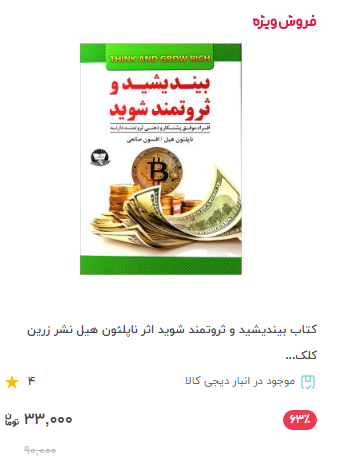 فروش ویژه
THINK AND GROW RICH
بیندیشید و
ثروتمند شوید
افراد موفق پشتکار و ذهنی ثروتمند دارند
ناپلئون هیل / افسون صانعی
کتاب بیندیشید و ثروتمند شوید اثر ناپلئون هیل نشر زرین
کلک...
موجود در انبار دیجی کالا
۴
۶۳٪
۳۳,۰۰۰ تومان
۹۰,۰۰۰